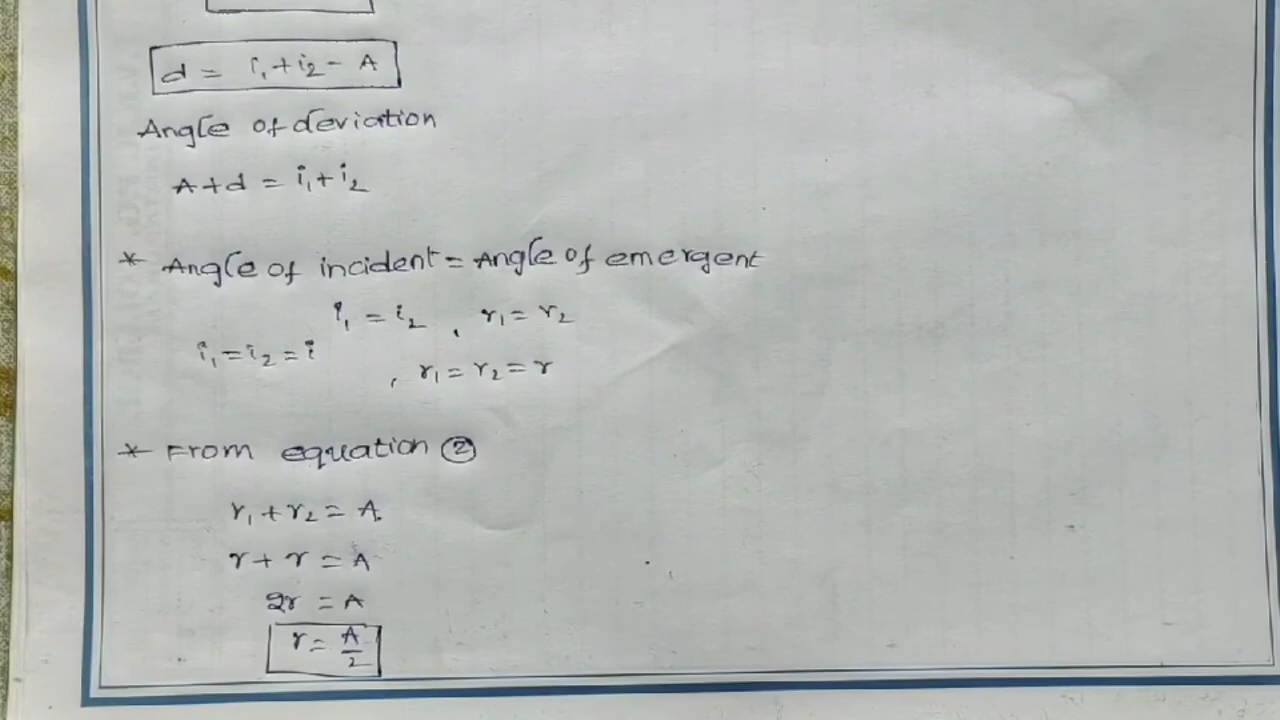 d = i₁+i₂- A
Angle of deviation
A+d = i₁+i₂
* Angle of incident = Angle of emergent
i₁ = i₂ , r₁= r₂
i₁=i₂=i , r₁=r₂=r
* From equation ②
r₁+r₂= A.
r+ r = A
2r = A
r= A/2